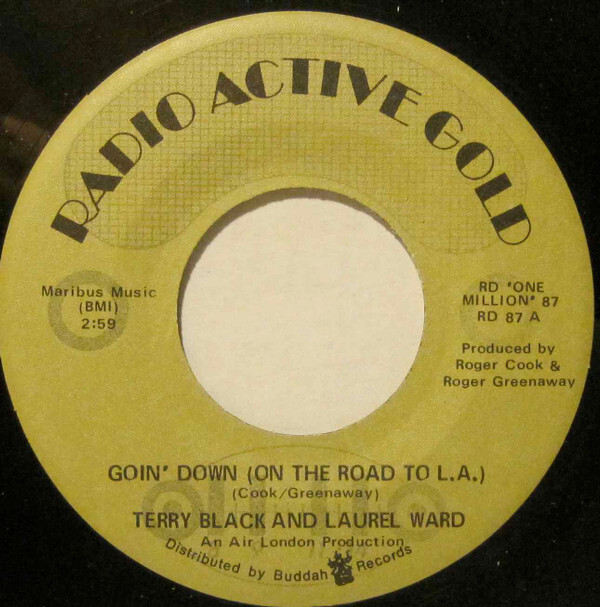 RADIO ACTIVE GOLD
Maribus Music
(BMI)
2:59
RD "ONE
MILLION" 87
RD 87 A
Produced by
Roger Cook &
Roger Greenaway
GOIN' DOWN (ON THE ROAD TO L.A.)
(Cook/Greenaway)
TERRY BLACK AND LAUREL WARD
An Air London Production
Distributed by Buddah Records